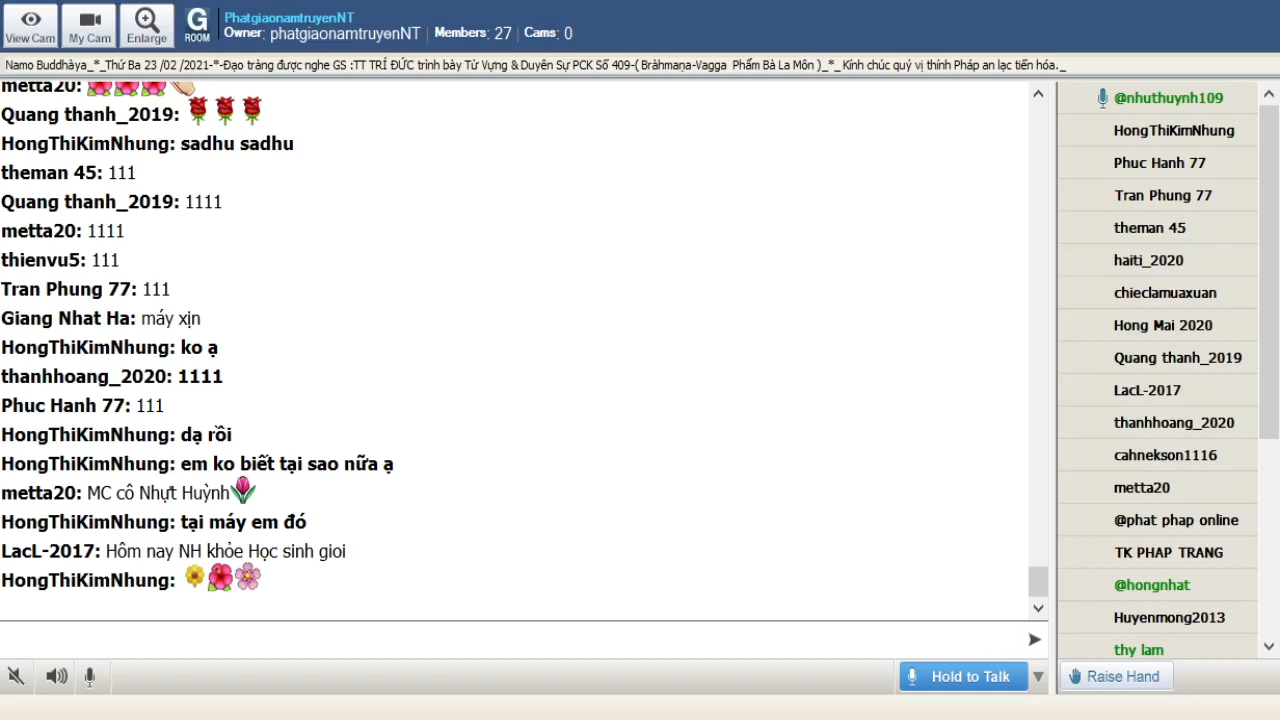 View Cam
My Cam
Enlarge
G
ROOM
PhatgiaonamtruyenNT
Owner: phatgiaonamtruyenNT | Members: 27 | Cams: 0
Namo Buddhàya_*_Thứ Ba 23 /02 /2021-*-Đạo tràng được nghe GS :TT TRÍ ĐỨC trình bày Từ Vựng & Duyên Sự PCK Số 409-( Bràhmaṇa-Vagga Phẩm Bà La Môn )_*_ Kính chúc quý vị thính Pháp an lạc tiến hóa._
metta20:
Quang thanh_2019:
HongThiKimNhung: sadhu sadhu
theman 45: 111
Quang thanh_2019: 1111
metta20: 1111
thienvu5: 111
Tran Phung 77: 111
Giang Nhat Ha: máy xịn
HongThiKimNhung: ko ạ
thanhhoang_2020: 1111
Phuc Hanh 77: 111
HongThiKimNhung: dạ rồi
HongThiKimNhung: em ko biết tại sao nữa ạ
metta20: MC cô Nhựt Huỳnh
HongThiKimNhung: tại máy em đó
LacL-2017: Hôm nay NH khỏe Học sinh gioi
HongThiKimNhung:
@nhuthuynh109
HongThiKimNhung
Phuc Hanh 77
Tran Phung 77
theman 45
haiti_2020
chieclamuaxuan
Hong Mai 2020
Quang thanh_2019
LacL-2017
thanhhoang_2020
cahnekson1116
metta20
@phat phap online
TK PHAP TRANG
@hongnhat
Huyenmong2013
thy lam
Hold to Talk
Raise Hand